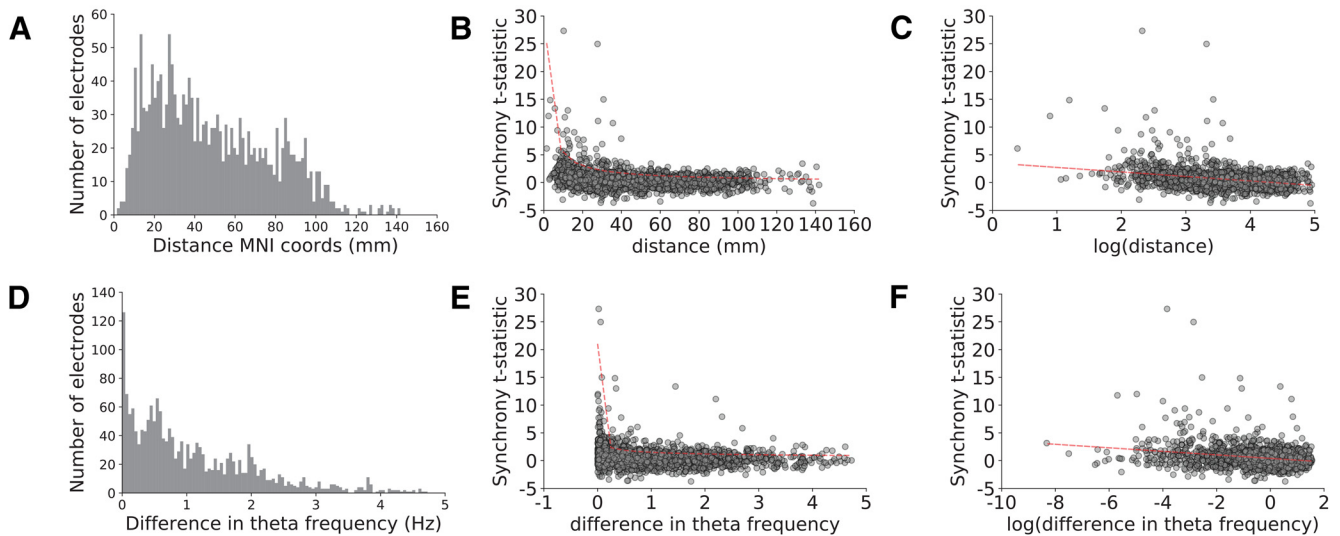 A
Number of electrodes
60
50
40
30
20
10
0
0 20 40 60 80 100 120 140 160
Distance MNI coords (mm)
B
Synchrony t-statistic
30
25
20
15
10
5
0
-5
0 20 40 60 80 100 120 140 160
distance (mm)
C
Synchrony t-statistic
30
25
20
15
10
5
0
-5
0 1 2 3 4 5
log(distance)
D
Number of electrodes
140
120
100
80
60
40
20
0
0 1 2 3 4 5
Difference in theta frequency (Hz)
E
Synchrony t-statistic
30
25
20
15
10
5
0
-5
-1 0 1 2 3 4 5
difference in theta frequency
F
Synchrony t-statistic
30
25
20
15
10
5
0
-5
-10 -8 -6 -4 -2 0 2
log(difference in theta frequency)